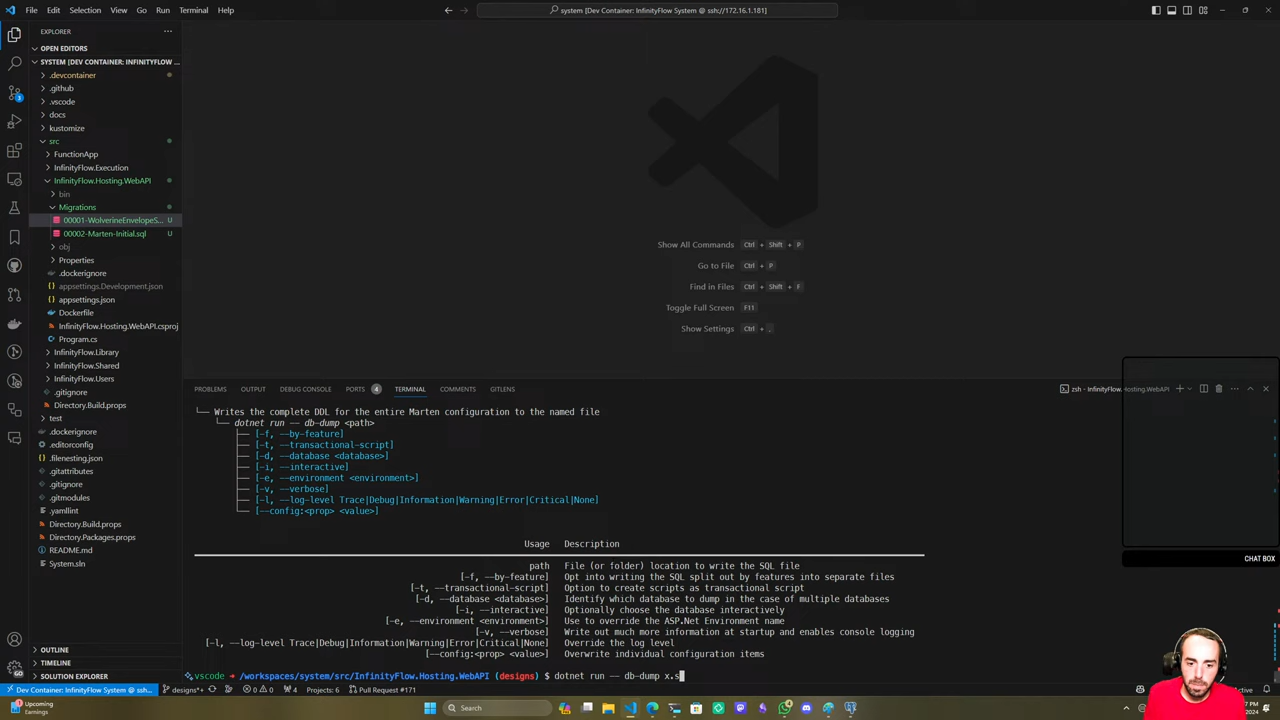 File Edit Selection View Go Run Terminal Help
system [Dev Container: InfinityFlow System @ ssh://172.16.1.181]
EXPLORER
OPEN EDITORS
SYSTEM [DEV CONTAINER: INFINITYFLOW ...
.devcontainer
.github
.vscode
docs
kustomize
src
FunctionApp
InfinityFlow.Execution
InfinityFlow.Hosting.WebAPI
bin
Migrations
00001-WolverineEnvelopeS... U
00002-Marten-Initial.sql U
obj
Properties
.dockerignore
appsettings.Development.json
appsettings.json
Dockerfile
InfinityFlow.Hosting.WebAPI.csproj
Program.cs
InfinityFlow.Library
InfinityFlow.Shared
InfinityFlow.Users
.gitignore
Directory.Build.props
test
.dockerignore
.editorconfig
.filenesting.json
.gitattributes
.gitignore
.gitmodules
.yamllint
Directory.Build.props
Directory.Packages.props
README.md
System.sln
OUTLINE
TIMELINE
SOLUTION EXPLORER
Show All Commands Ctrl + Shift + P
Go to File Ctrl + P
Find in Files Ctrl + Shift + F
Toggle Full Screen F11
Show Settings Ctrl + ,
PROBLEMS OUTPUT DEBUG CONSOLE PORTS 4 TERMINAL COMMENTS GITLENS
zsh - InfinityFlow.Hosting.WebAPI
Writes the complete DDL for the entire Marten configuration to the named file
dotnet run -- db-dump <path>
[-f, --by-feature]
[-t, --transactional-script]
[-d, --database <database>]
[-i, --interactive]
[-e, --environment <environment>]
[-v, --verbose]
[-l, --log-level Trace|Debug|Information|Warning|Error|Critical|None]
[--config:<prop> <value>]
Usage Description
path File (or folder) location to write the SQL file
[-f, --by-feature] Opt into writing the SQL split out by features into separate files
[-t, --transactional-script] Option to create scripts as transactional script
[-d, --database <database>] Identify which database to dump in the case of multiple databases
[-i, --interactive] Optionally choose the database interactively
[-e, --environment <environment>] Use to override the ASP.Net Environment name
[-v, --verbose] Write out much more information at startup and enables console logging
[-l, --log-level Trace|Debug|Information|Warning|Error|Critical|None] Override the log level
[--config:<prop> <value>] Overwrite individual configuration items
vscode → /workspaces/system/src/InfinityFlow.Hosting.WebAPI (designs) $ dotnet run -- db-dump x.s
CHAT BOX
Dev Container: InfinityFlow System @ ssh://172... designs*+ 0 0 4 Projects: 6 Pull Request #171
Upcoming
Earnings
Search